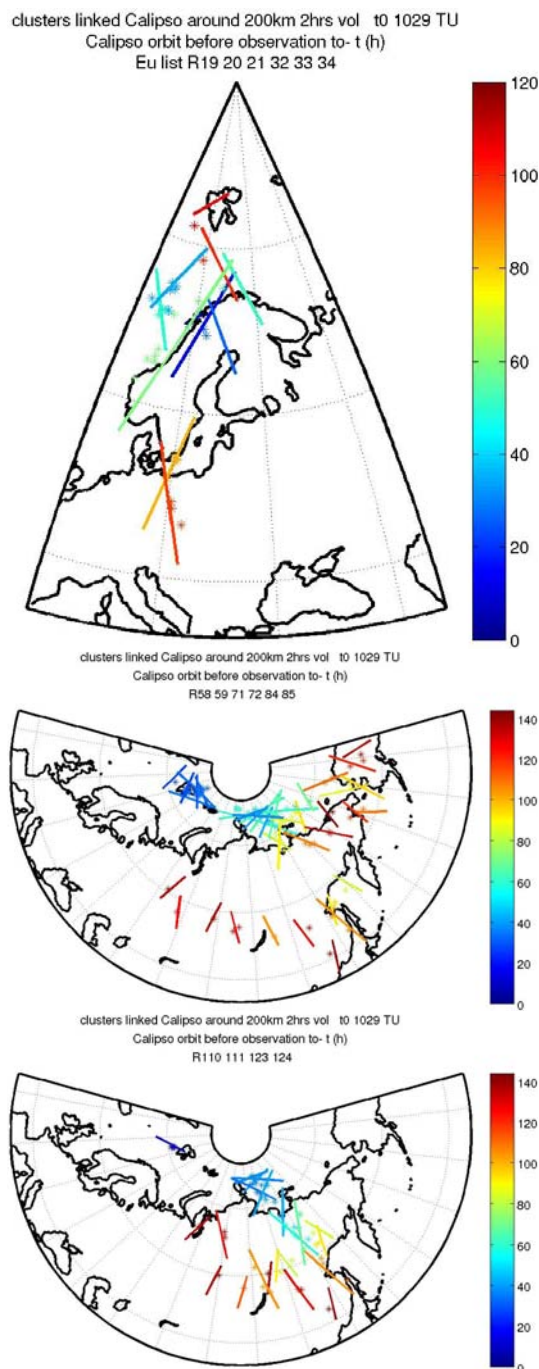 clusters linked Calipso around 200km 2hrs vol t0 1029 TU
Calipso orbit before observation to- t (h)
Eu list R19 20 21 32 33 34
120
100
80
60
40
20
0
clusters linked Calipso around 200km 2hrs vol t0 1029 TU
Calipso orbit before observation to- t (h)
R58 59 71 72 84 85
140
120
100
80
60
40
20
0
clusters linked Calipso around 200km 2hrs vol t0 1029 TU
Calipso orbit before observation to- t (h)
R110 111 123 124
140
120
100
80
60
40
20
0